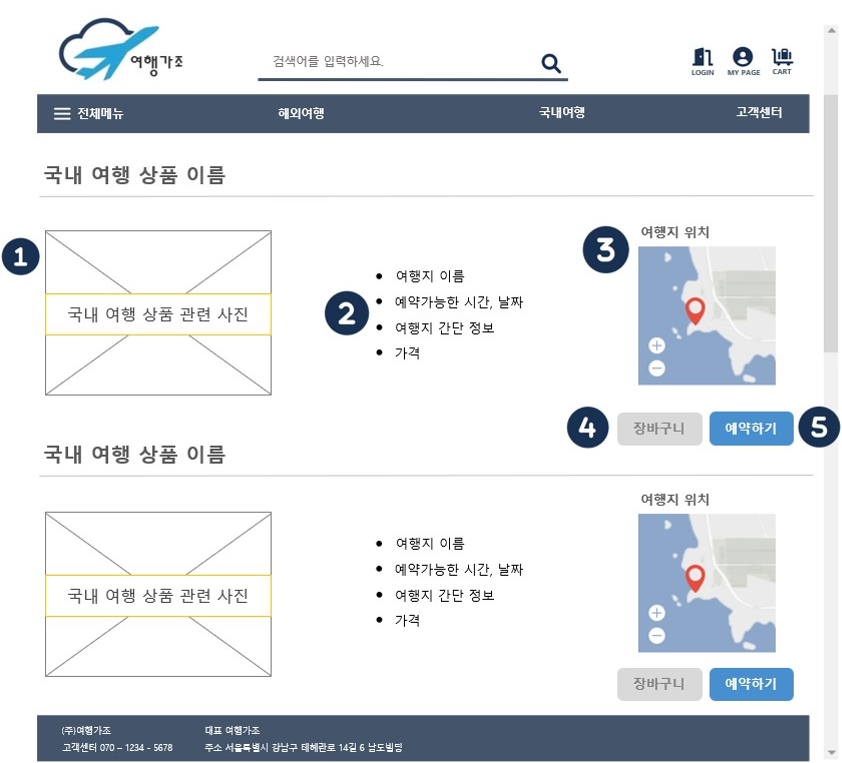 여행가조
검색어를 입력하세요.
LOGIN
MY PAGE
CART
전체메뉴
해외여행
국내여행
고객센터
국내 여행 상품 이름
1
국내 여행 상품 관련 사진
2
• 여행지 이름
• 예약가능한 시간, 날짜
• 여행지 간단 정보
• 가격
3
여행지 위치
4
장바구니
예약하기
5
국내 여행 상품 이름
국내 여행 상품 관련 사진
• 여행지 이름
• 예약가능한 시간, 날짜
• 여행지 간단 정보
• 가격
여행지 위치
장바구니
예약하기
(주)여행가조
대표 여행가조
고객센터 070 – 1234 - 5678
주소 서울특별시 강남구 테헤란로 14길 6 남도빌딩